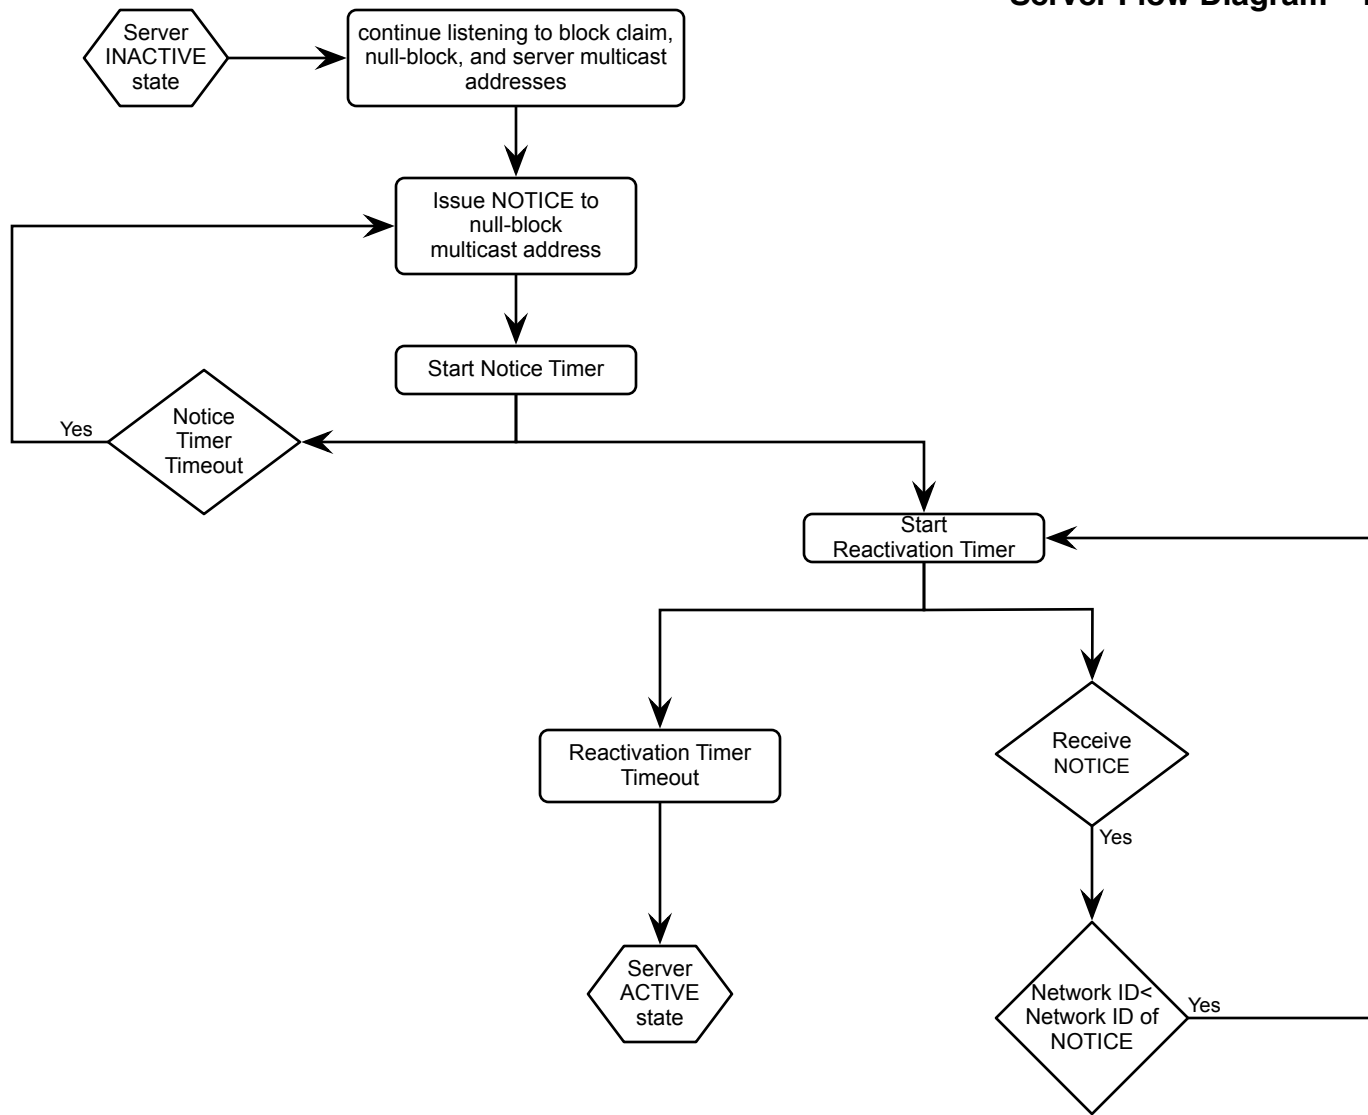 Server Flow Diagram
Server
INACTIVE
state
continue listening to block claim,
null-block, and server multicast
addresses
Issue NOTICE to
null-block
multicast address
Start Notice Timer
Notice
Timer
Timeout
Yes
Start
Reactivation Timer
Reactivation Timer
Timeout
Receive
NOTICE
Yes
Server
ACTIVE
state
Network ID<
Network ID of
NOTICE
Yes